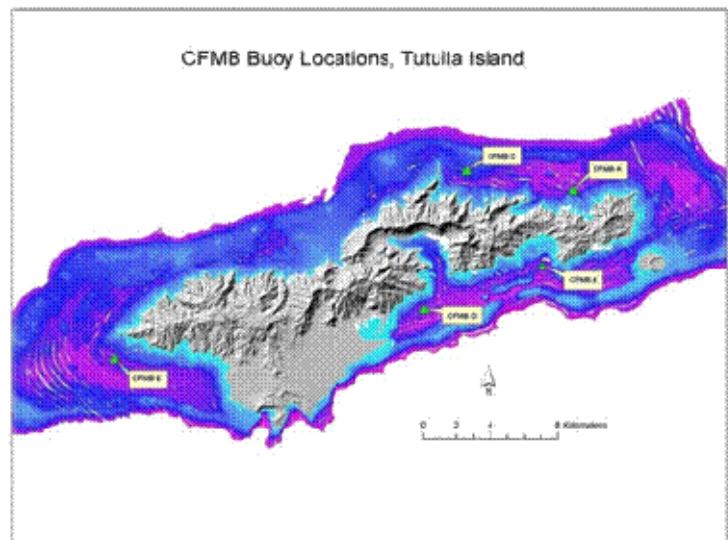 CFMB Buoy Locations, Tutuila Island
CFMB
CFMB
CFMB
CFMB D
CFMB
N
0 2 4 8 Kilometers